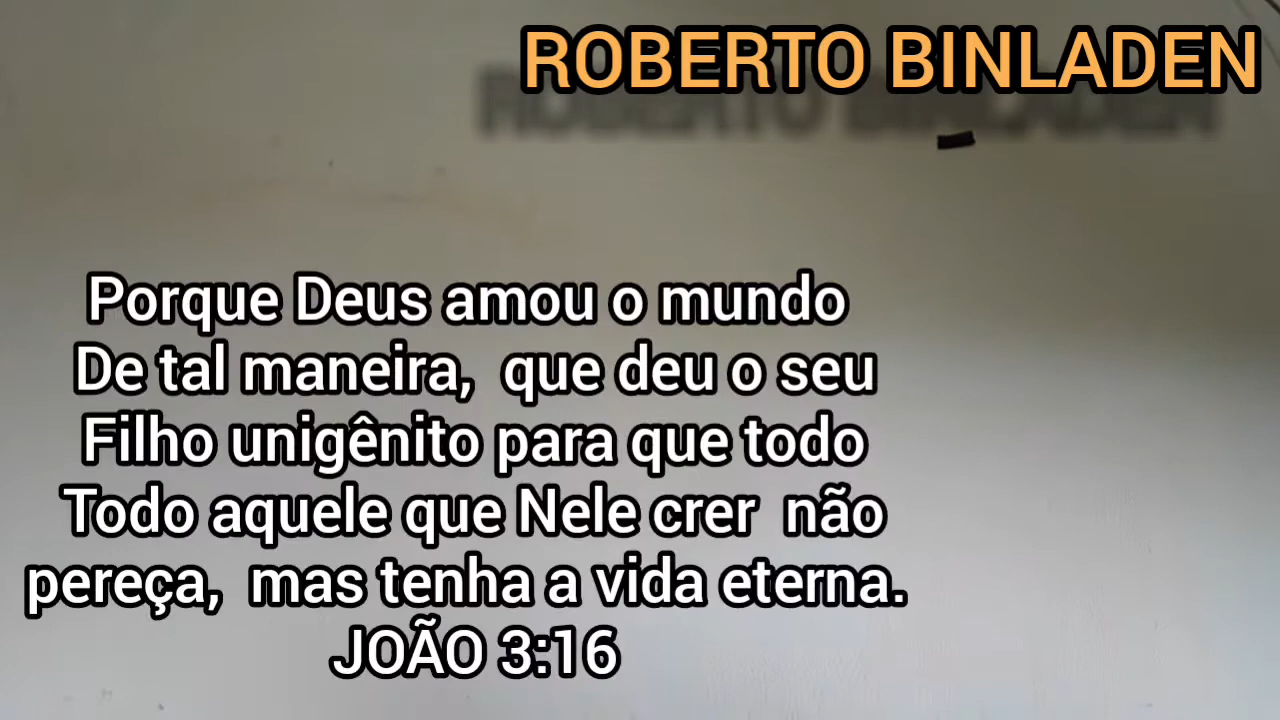 ROBERTO BINLADEN
Porque Deus amou o mundo
De tal maneira, que deu o seu
Filho unigênito para que todo
Todo aquele que Nele crer não
pereça, mas tenha a vida eterna.
JOÃO 3:16